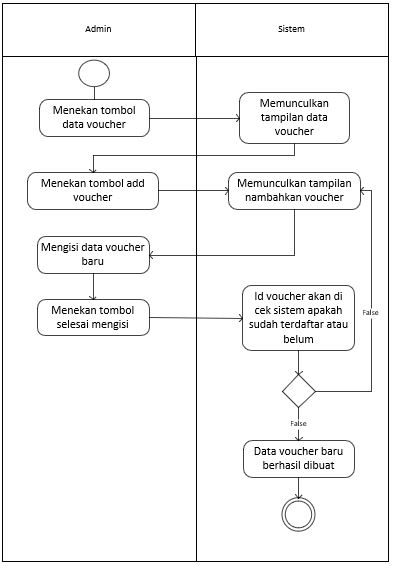 Admin
Sistem
Menekan tombol
data voucher
Memunculkan
tampilan data
voucher
Menekan tombol add
voucher
Memunculkan tampilan
nambahkan voucher
Mengisi data voucher
baru
Menekan tombol
selesai mengisi
Id voucher akan di
cek sistem apakah
sudah terdaftar atau
belum
False
False
Data voucher baru
berhasil dibuat